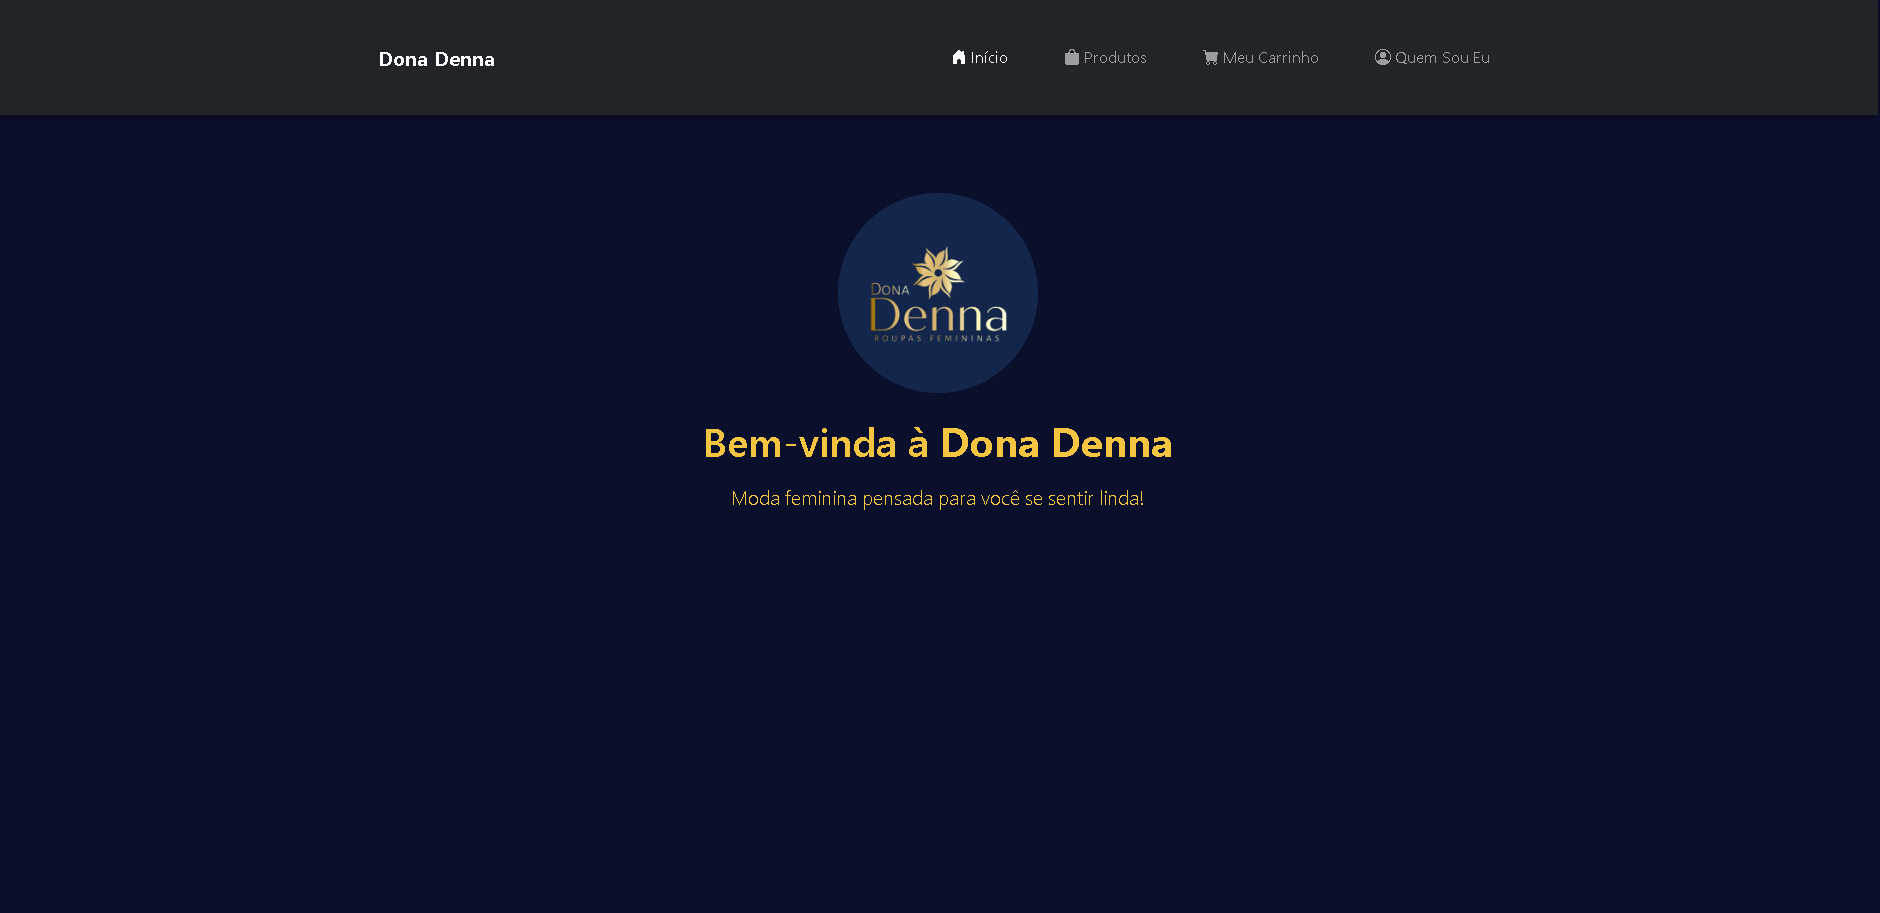 Dona Denna
Início
Produtos
Meu Carrinho
Quem Sou Eu
DONA
Denna
ROUPAS FEMININAS
Bem-vinda à Dona Denna
Moda feminina pensada para você se sentir linda!